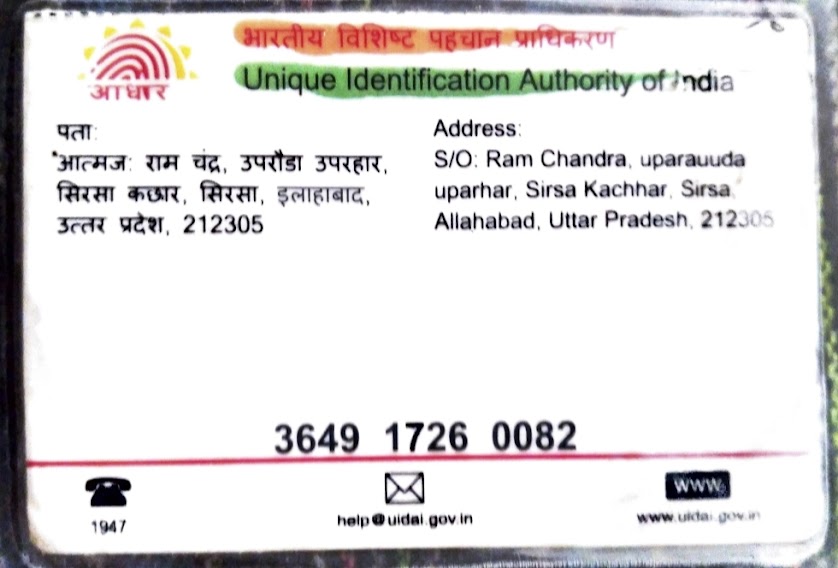 भारतीय विशिष्ट पहचान प्राधिकरण
Unique Identification Authority of India
आधार
पता:
आत्मज: राम चंद्र, उपरौडा उपरहार,
सिरसा कछार, सिरसा, इलाहाबाद,
उत्तर प्रदेश, 212305
Address:
S/O: Ram Chandra, uparauuda
uparhar, Sirsa Kachhar, Sirsa,
Allahabad, Uttar Pradesh, 212305
3649 1726 0082
1947
help@uidai.gov.in
www
www.uidai.gov.in